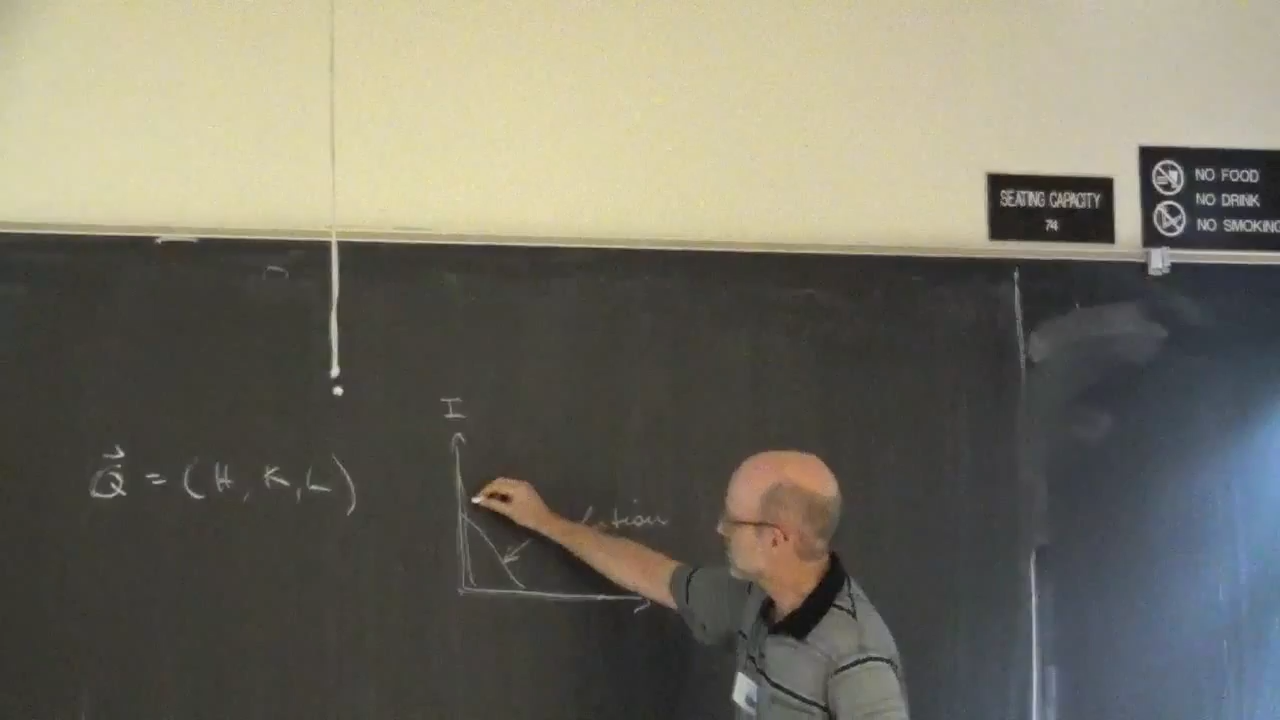 SEATING CAPACITY
74
NO FOOD
NO DRINK
NO SMOKING
I
Q⃗ = (H, K, L)